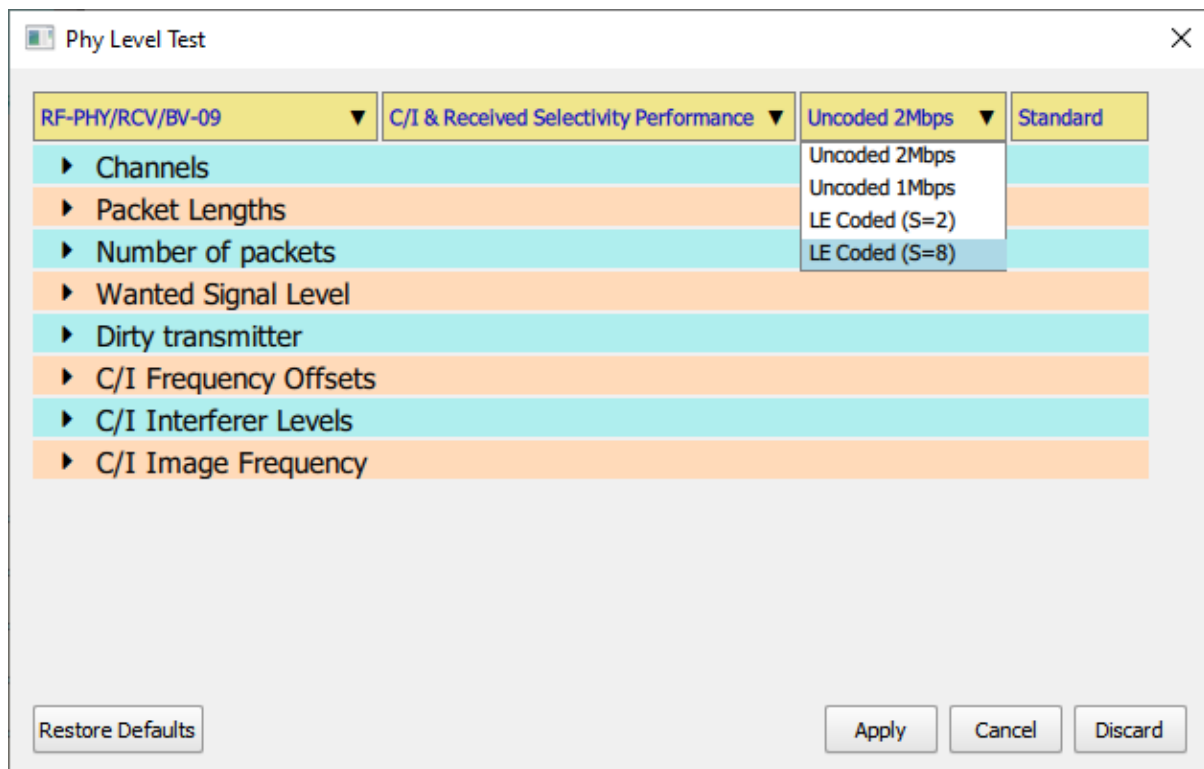 Phy Level Test
RF-PHY/RCV/BV-09 C/I & Received Selectivity Performance Uncoded 2Mbps Standard
Uncoded 2Mbps
Uncoded 1Mbps
LE Coded (S=2)
LE Coded (S=8)
Channels
Packet Lengths
Number of packets
Wanted Signal Level
Dirty transmitter
C/I Frequency Offsets
C/I Interferer Levels
C/I Image Frequency
Restore Defaults Apply Cancel Discard